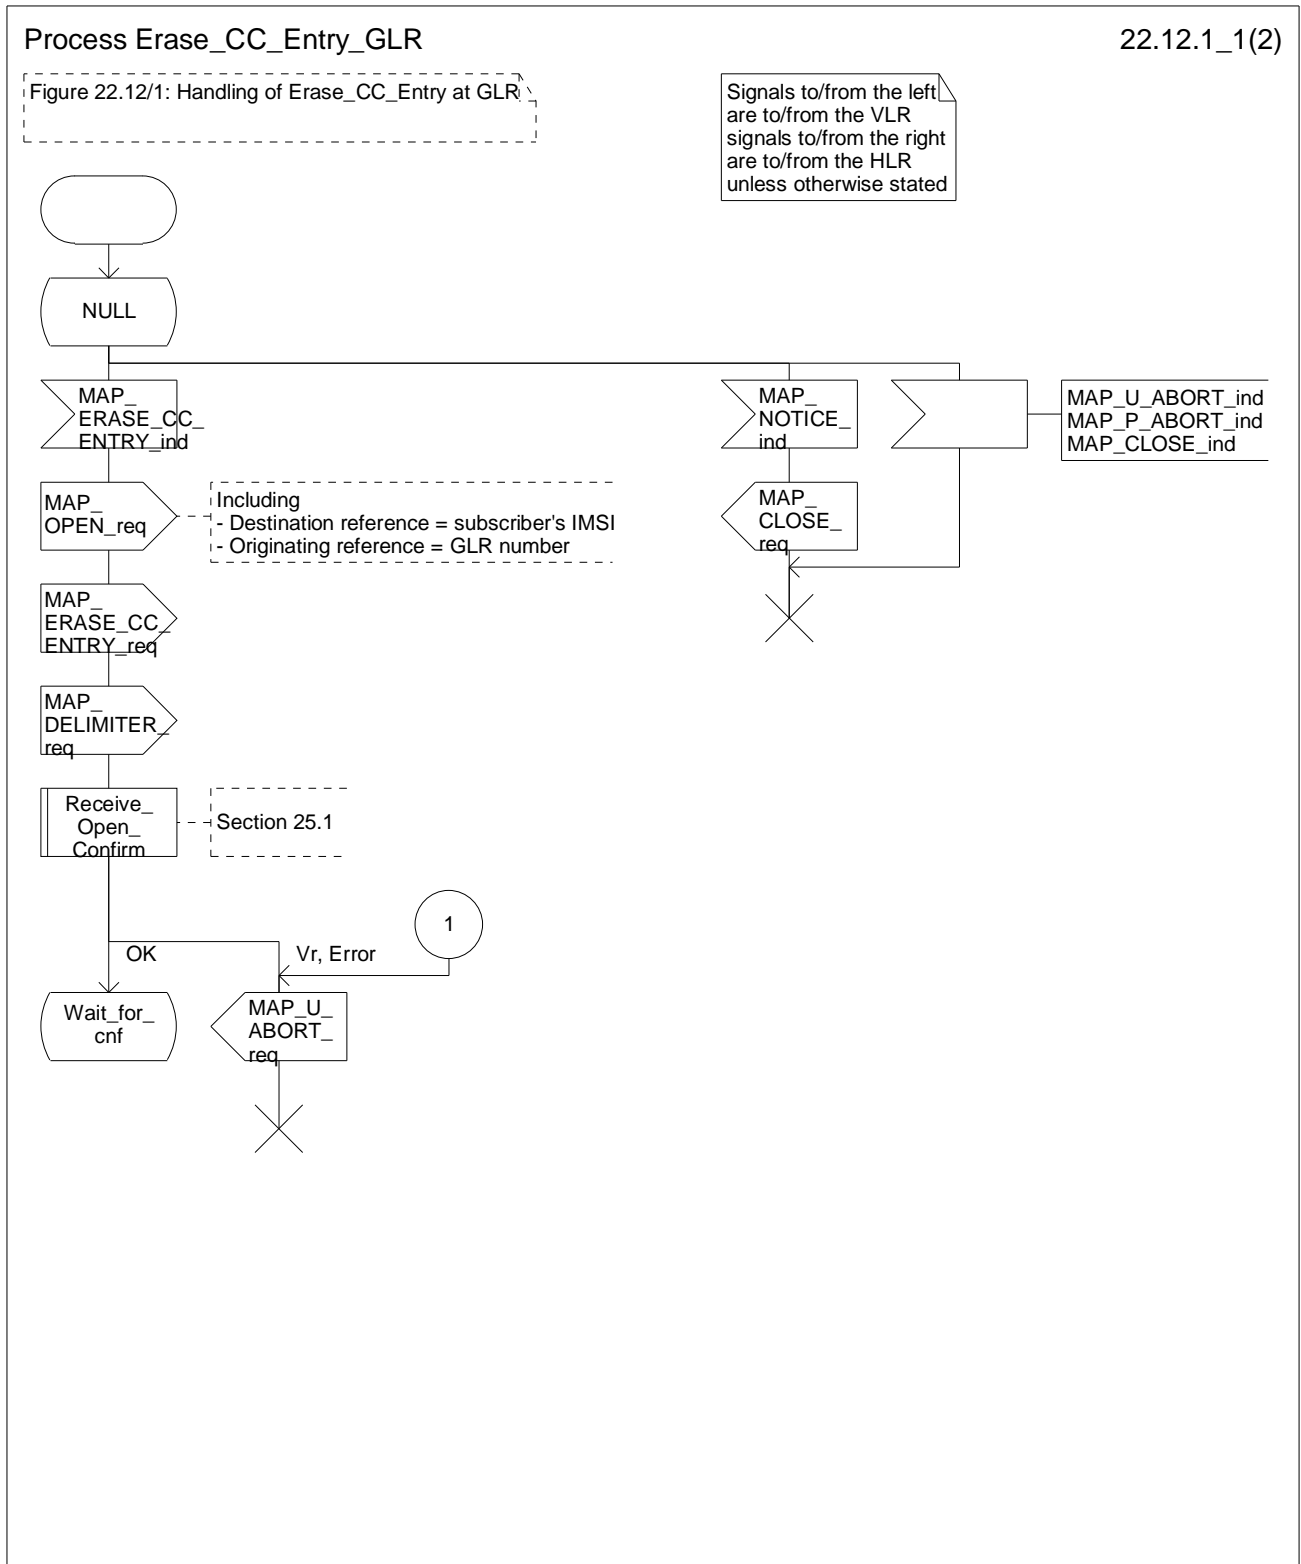 Process Erase_CC_Entry_GLR
22.12.1_1(2)
Figure 22.12/1: Handling of Erase_CC_Entry at GLR
Signals to/from the left
are to/from the VLR
signals to/from the right
are to/from the HLR
unless otherwise stated
NULL
MAP_
ERASE_CC_
ENTRY_ind
MAP_
NOTICE_
ind
MAP_U_ABORT_ind
MAP_P_ABORT_ind
MAP_CLOSE_ind
MAP_
OPEN_req
Including
- Destination reference = subscriber's IMSI
- Originating reference = GLR number
MAP_
CLOSE_
req
MAP_
ERASE_CC_
ENTRY_req
MAP_
DELIMITER_
req
Receive_
Open_
Confirm
Section 25.1
1
OK
Vr, Error
Wait_for_
cnf
MAP_U_
ABORT_
req